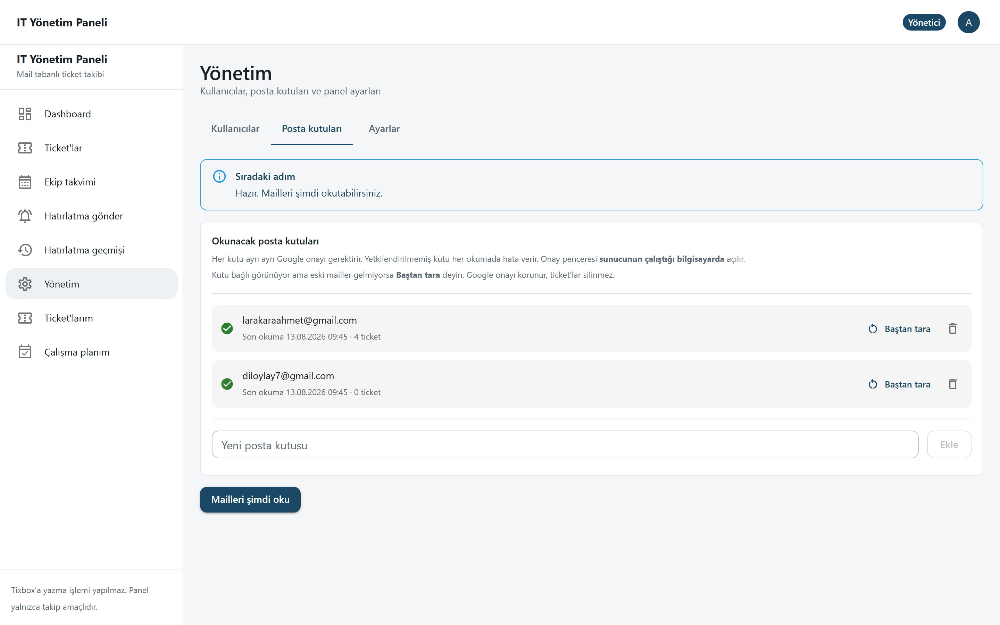 IT Yönetim Paneli
Yönetici
A
IT Yönetim Paneli
Mail tabanlı ticket takibi
Dashboard
Ticket'lar
Ekip takvimi
Hatırlatma gönder
Hatırlatma geçmişi
Yönetim
Ticket'larım
Çalışma planım
Tixbox'a yazma işlemi yapılmaz. Panel
yalnızca takip amaçlıdır.
Yönetim
Kullanıcılar, posta kutuları ve panel ayarları
Kullanıcılar
Posta kutuları
Ayarlar
Sıradaki adım
Hazır. Mailleri şimdi okutabilirsiniz.
Okunacak posta kutuları
Her kutu ayrı ayrı Google onayı gerektirir. Yetkilendirilmemiş kutu her okumada hata verir. Onay penceresi sunucunun çalıştığı bilgisayarda açılır.
Kutu bağlı görünüyor ama eski mailler gelmiyorsa Baştan tara deyin. Google onayı korunur, ticket'lar silinmez.
larakaraahmet@gmail.com
Son okuma 13.08.2026 09:45 · 4 ticket
Baştan tara
diloylay7@gmail.com
Son okuma 13.08.2026 09:45 · 0 ticket
Baştan tara
Yeni posta kutusu
Ekle
Mailleri şimdi oku